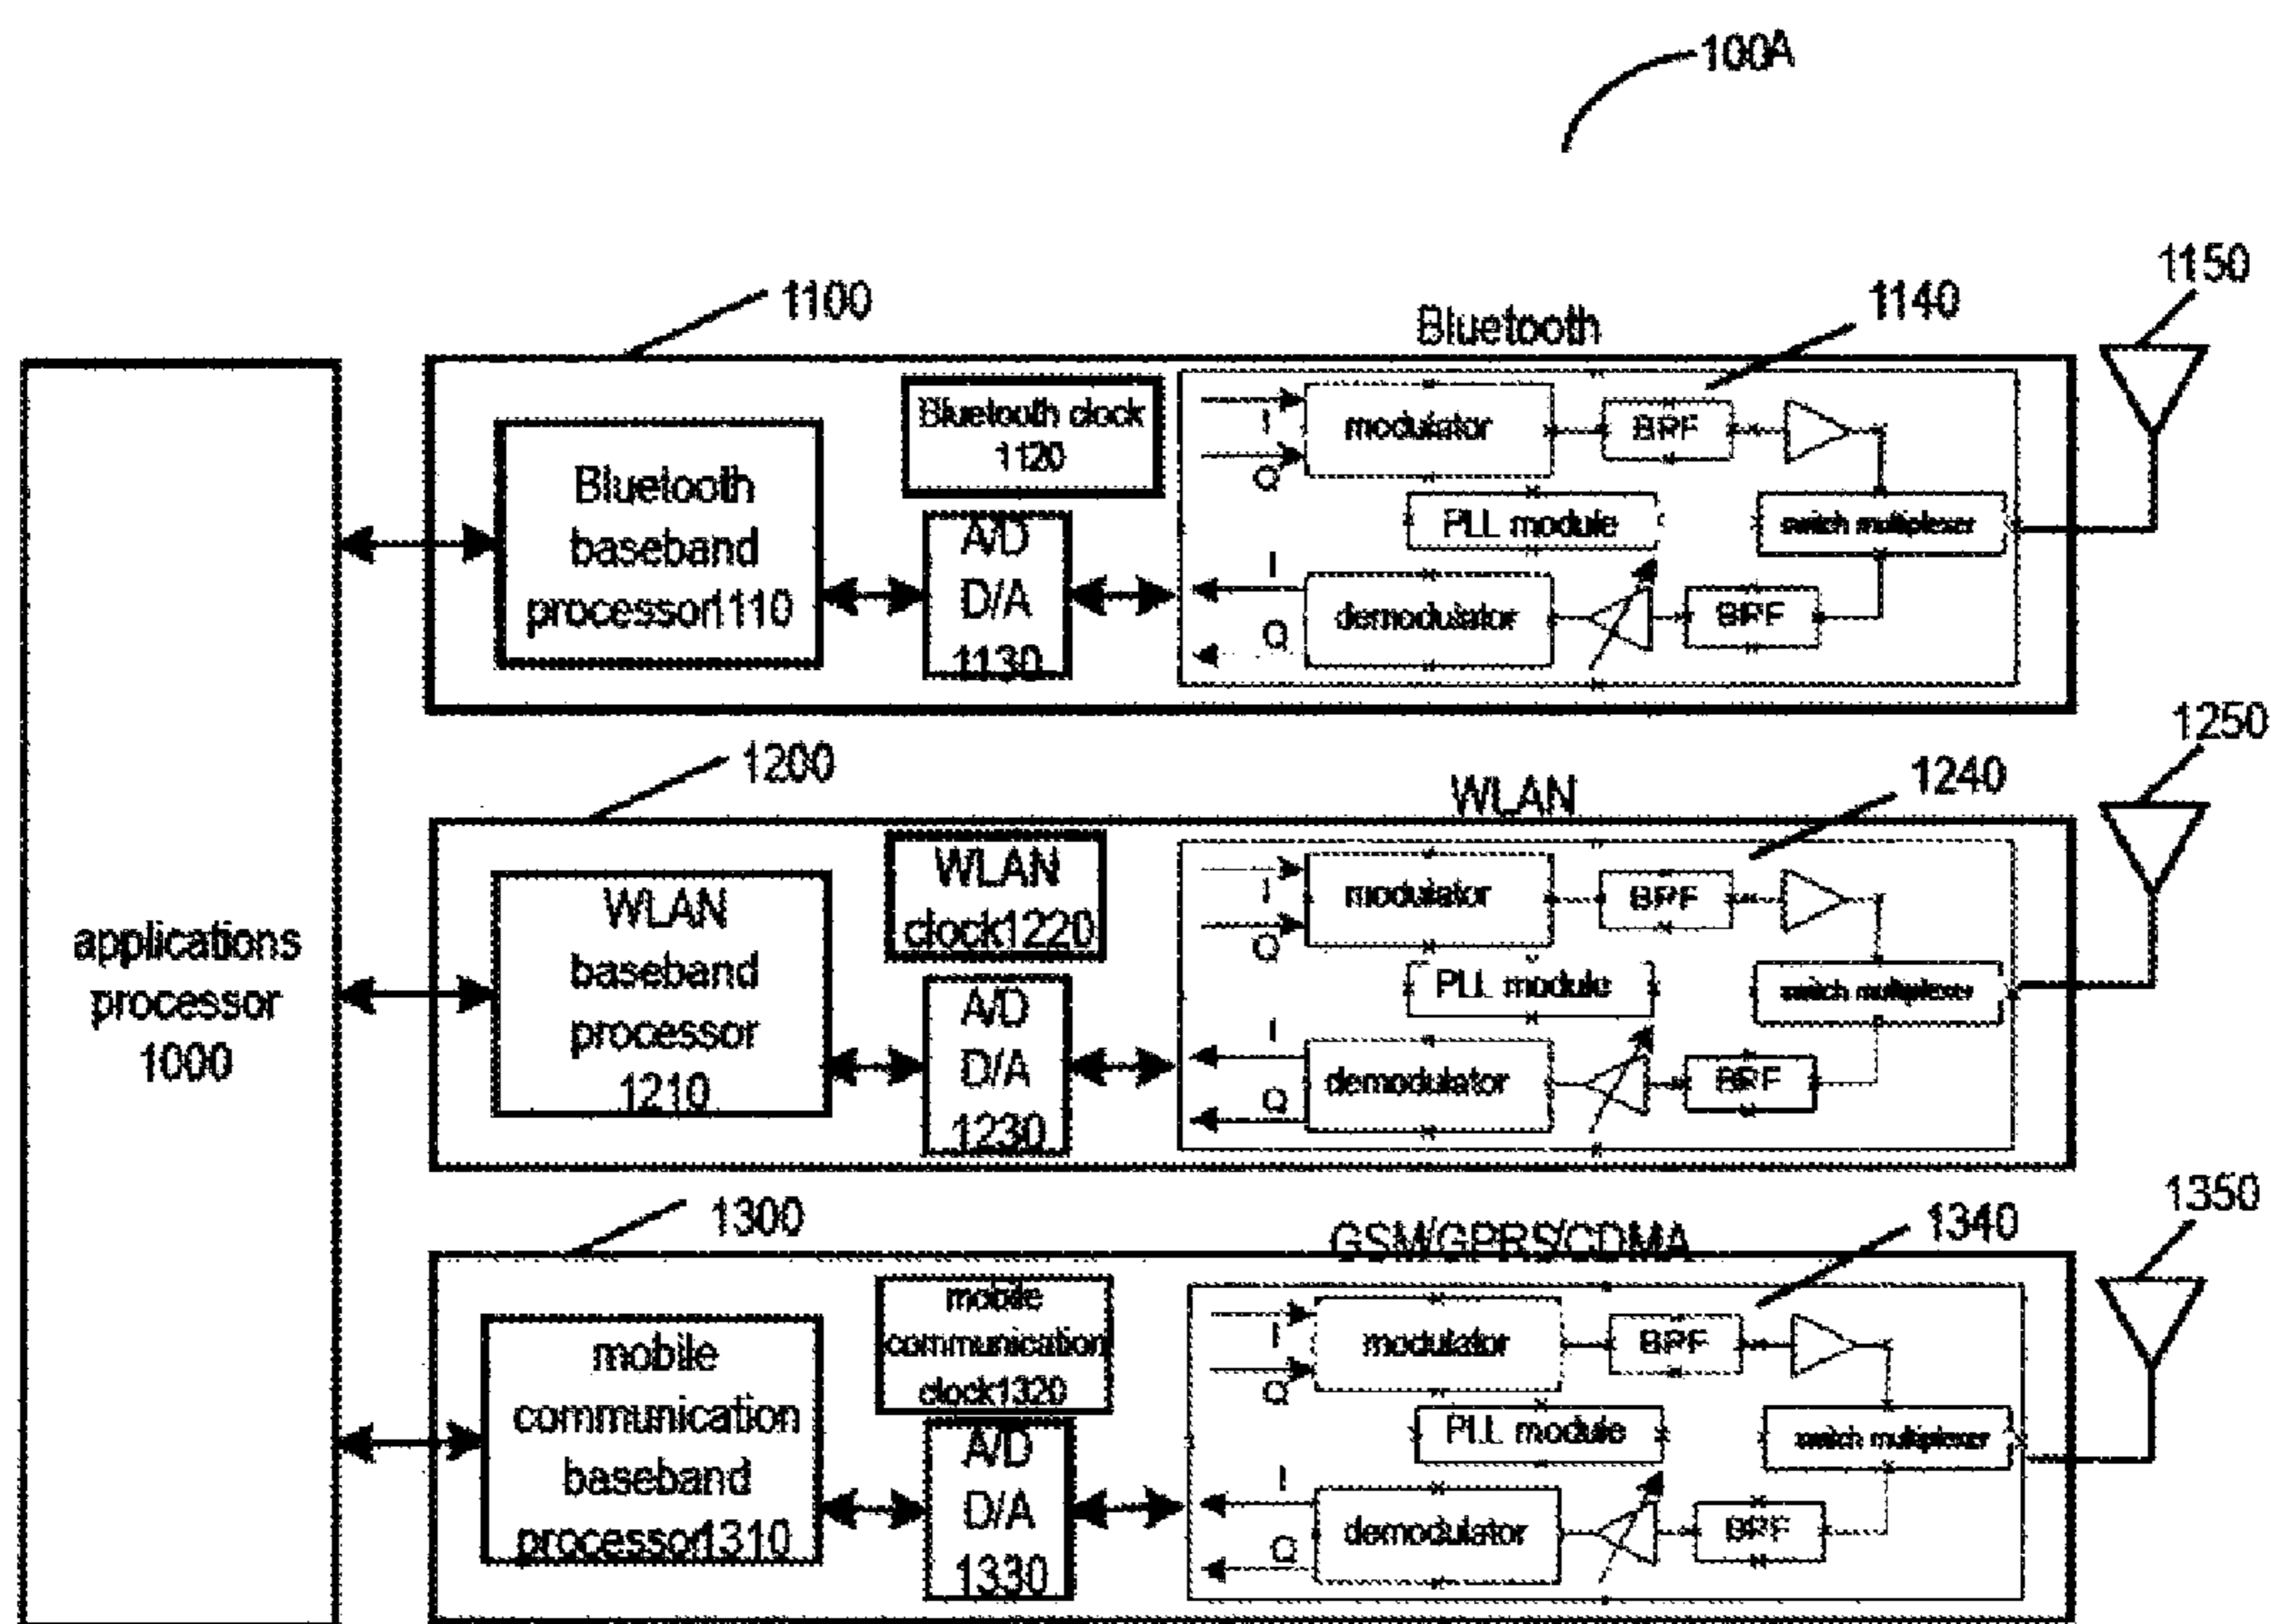 100A
1150
1100
Bluetooth
1140
Bluetooth clock
1120
I
modulator
BPF
Q
Bluetooth
baseband
processor1110
A/D
D/A
1130
PLL module
switch multiplexer
I
demodulator
BPF
Q
1250
1200
WLAN
1240
WLAN
clock1220
I
modulator
BPF
Q
WLAN
baseband
processor
1210
A/D
D/A
1230
PLL module
switch multiplexer
applications
processor
1000
I
demodulator
BPF
Q
1350
1300
GSM/GPRS/CDMA
1340
mobile
communication
clock1320
I
modulator
BPF
Q
mobile
communication
baseband
processor1310
A/D
D/A
1330
PLL module
switch multiplexer
I
demodulator
BPF
Q